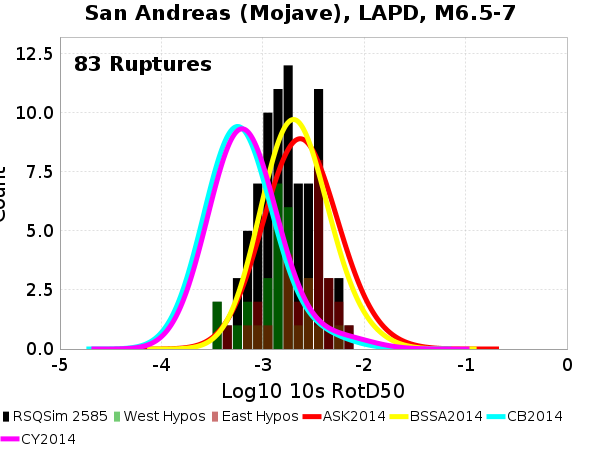 San Andreas (Mojave), LAPD, M6.5-7
83 Ruptures
12.5
10.0
7.5
5.0
2.5
0.0
Count
-5 -4 -3 -2 -1 0
Log10 10s RotD50
RSQSim 2585 West Hypos East Hypos ASK2014 BSSA2014 CB2014
CY2014